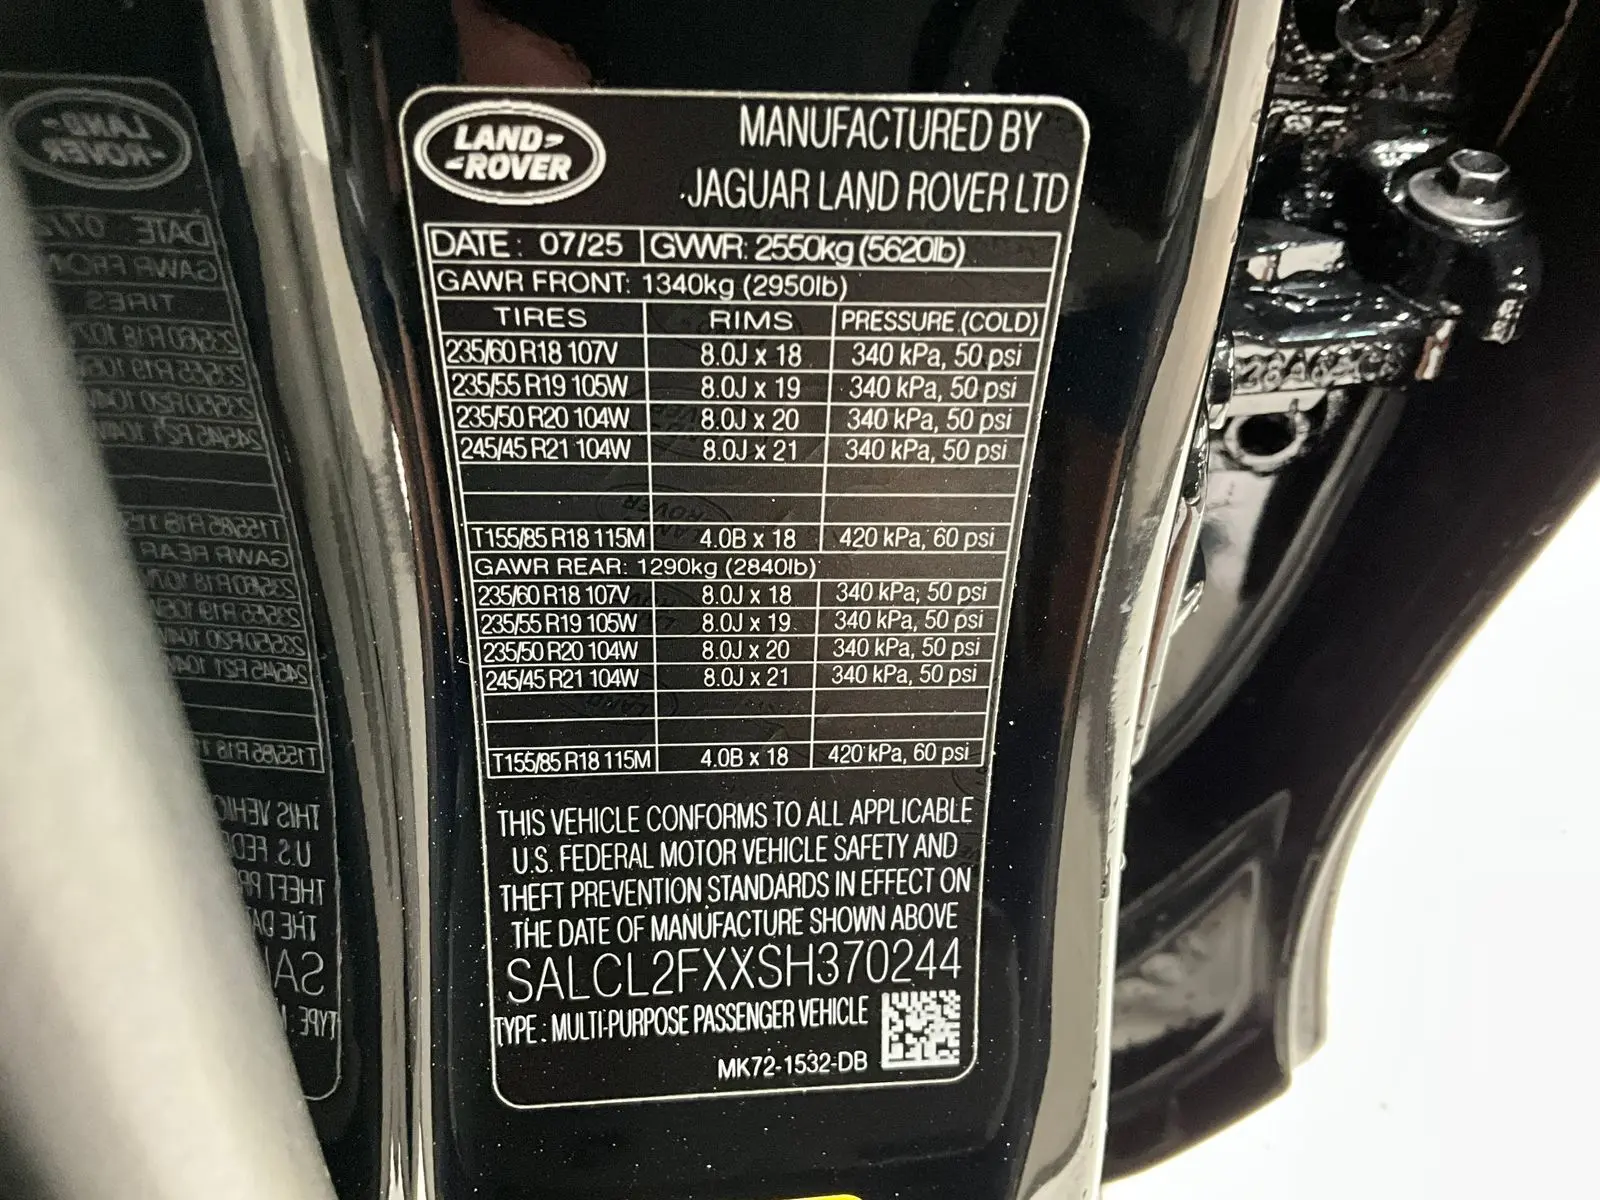 LAND
ROVER
MANUFACTURED BY
JAGUAR LAND ROVER LTD
DATE: 07/25 GVWR: 2550kg (5620lb)
GAWR FRONT: 1340kg (2950lb)
TIRES RIMS PRESSURE (COLD)
235/60 R18 107V 8.0J x 18 340 kPa, 50 psi
235/55 R19 105W 8.0J x 19 340 kPa, 50 psi
235/50 R20 104W 8.0J x 20 340 kPa, 50 psi
245/45 R21 104W 8.0J x 21 340 kPa, 50 psi
T155/85 R18 115M 4.0B x 18 420 kPa, 60 psi
GAWR REAR: 1290kg (2840lb)
235/60 R18 107V 8.0J x 18 340 kPa, 50 psi
235/55 R19 105W 8.0J x 19 340 kPa, 50 psi
235/50 R20 104W 8.0J x 20 340 kPa, 50 psi
245/45 R21 104W 8.0J x 21 340 kPa, 50 psi
T155/85 R18 115M 4.0B x 18 420 kPa, 60 psi
THIS VEHICLE CONFORMS TO ALL APPLICABLE
U.S. FEDERAL MOTOR VEHICLE SAFETY AND
THEFT PREVENTION STANDARDS IN EFFECT ON
THE DATE OF MANUFACTURE SHOWN ABOVE
SALCL2FXXSH370244
TYPE: MULTI-PURPOSE PASSENGER VEHICLE
MK72-1532-DB